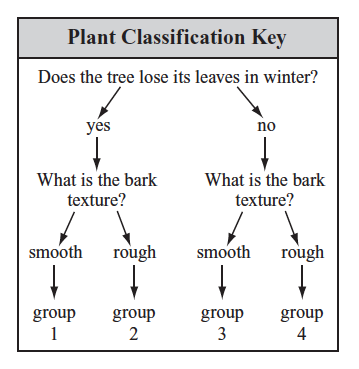 Plant Classification Key
Does the tree lose its leaves in winter?
yes no
What is the bark What is the bark
texture? texture?
smooth rough smooth rough
group group group group
1 2 3 4